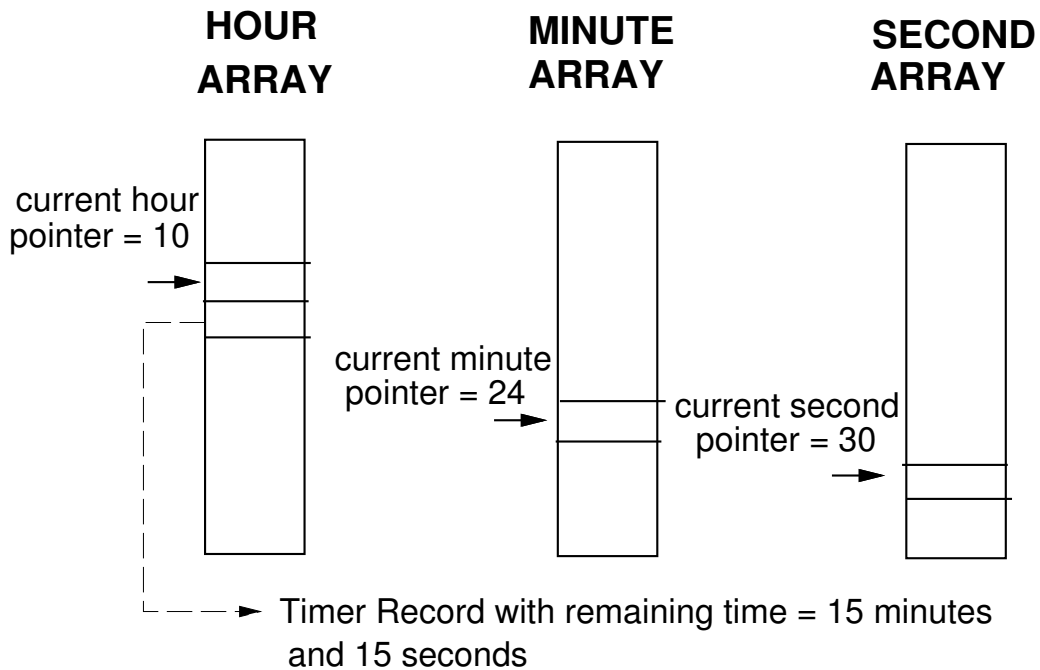 HOUR
ARRAY
MINUTE
ARRAY
SECOND
ARRAY
current hour
pointer = 10
current minute
pointer = 24
current second
pointer = 30
Timer Record with remaining time = 15 minutes
and 15 seconds